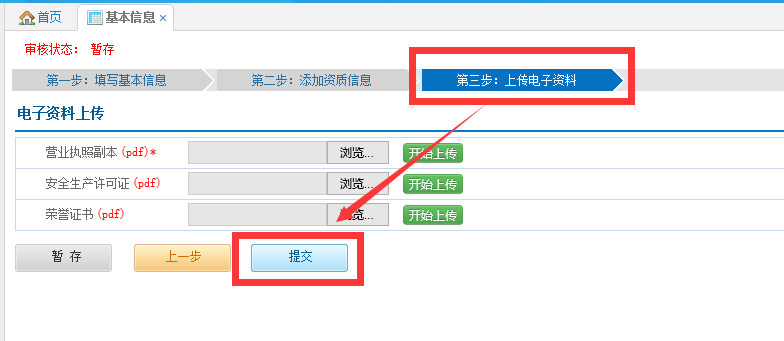 首页 基本信息 ×
审核状态： 暂存
第一步：填写基本信息 第二步：添加资质信息 第三步：上传电子资料
电子资料上传
营业执照副本 (pdf)* 浏览... 开始上传
安全生产许可证 (pdf) 浏览... 开始上传
荣誉证书 (pdf) 浏览... 开始上传
暂 存 上一步 提交